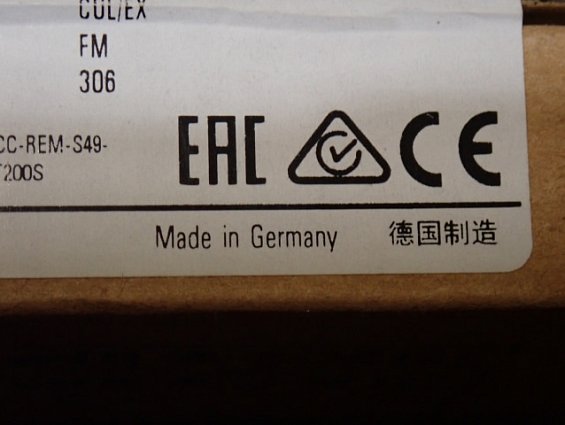 CUL/EX
FM
306
CC-REM-S49-
T200S
EAC CE
Made in Germany 德国制造